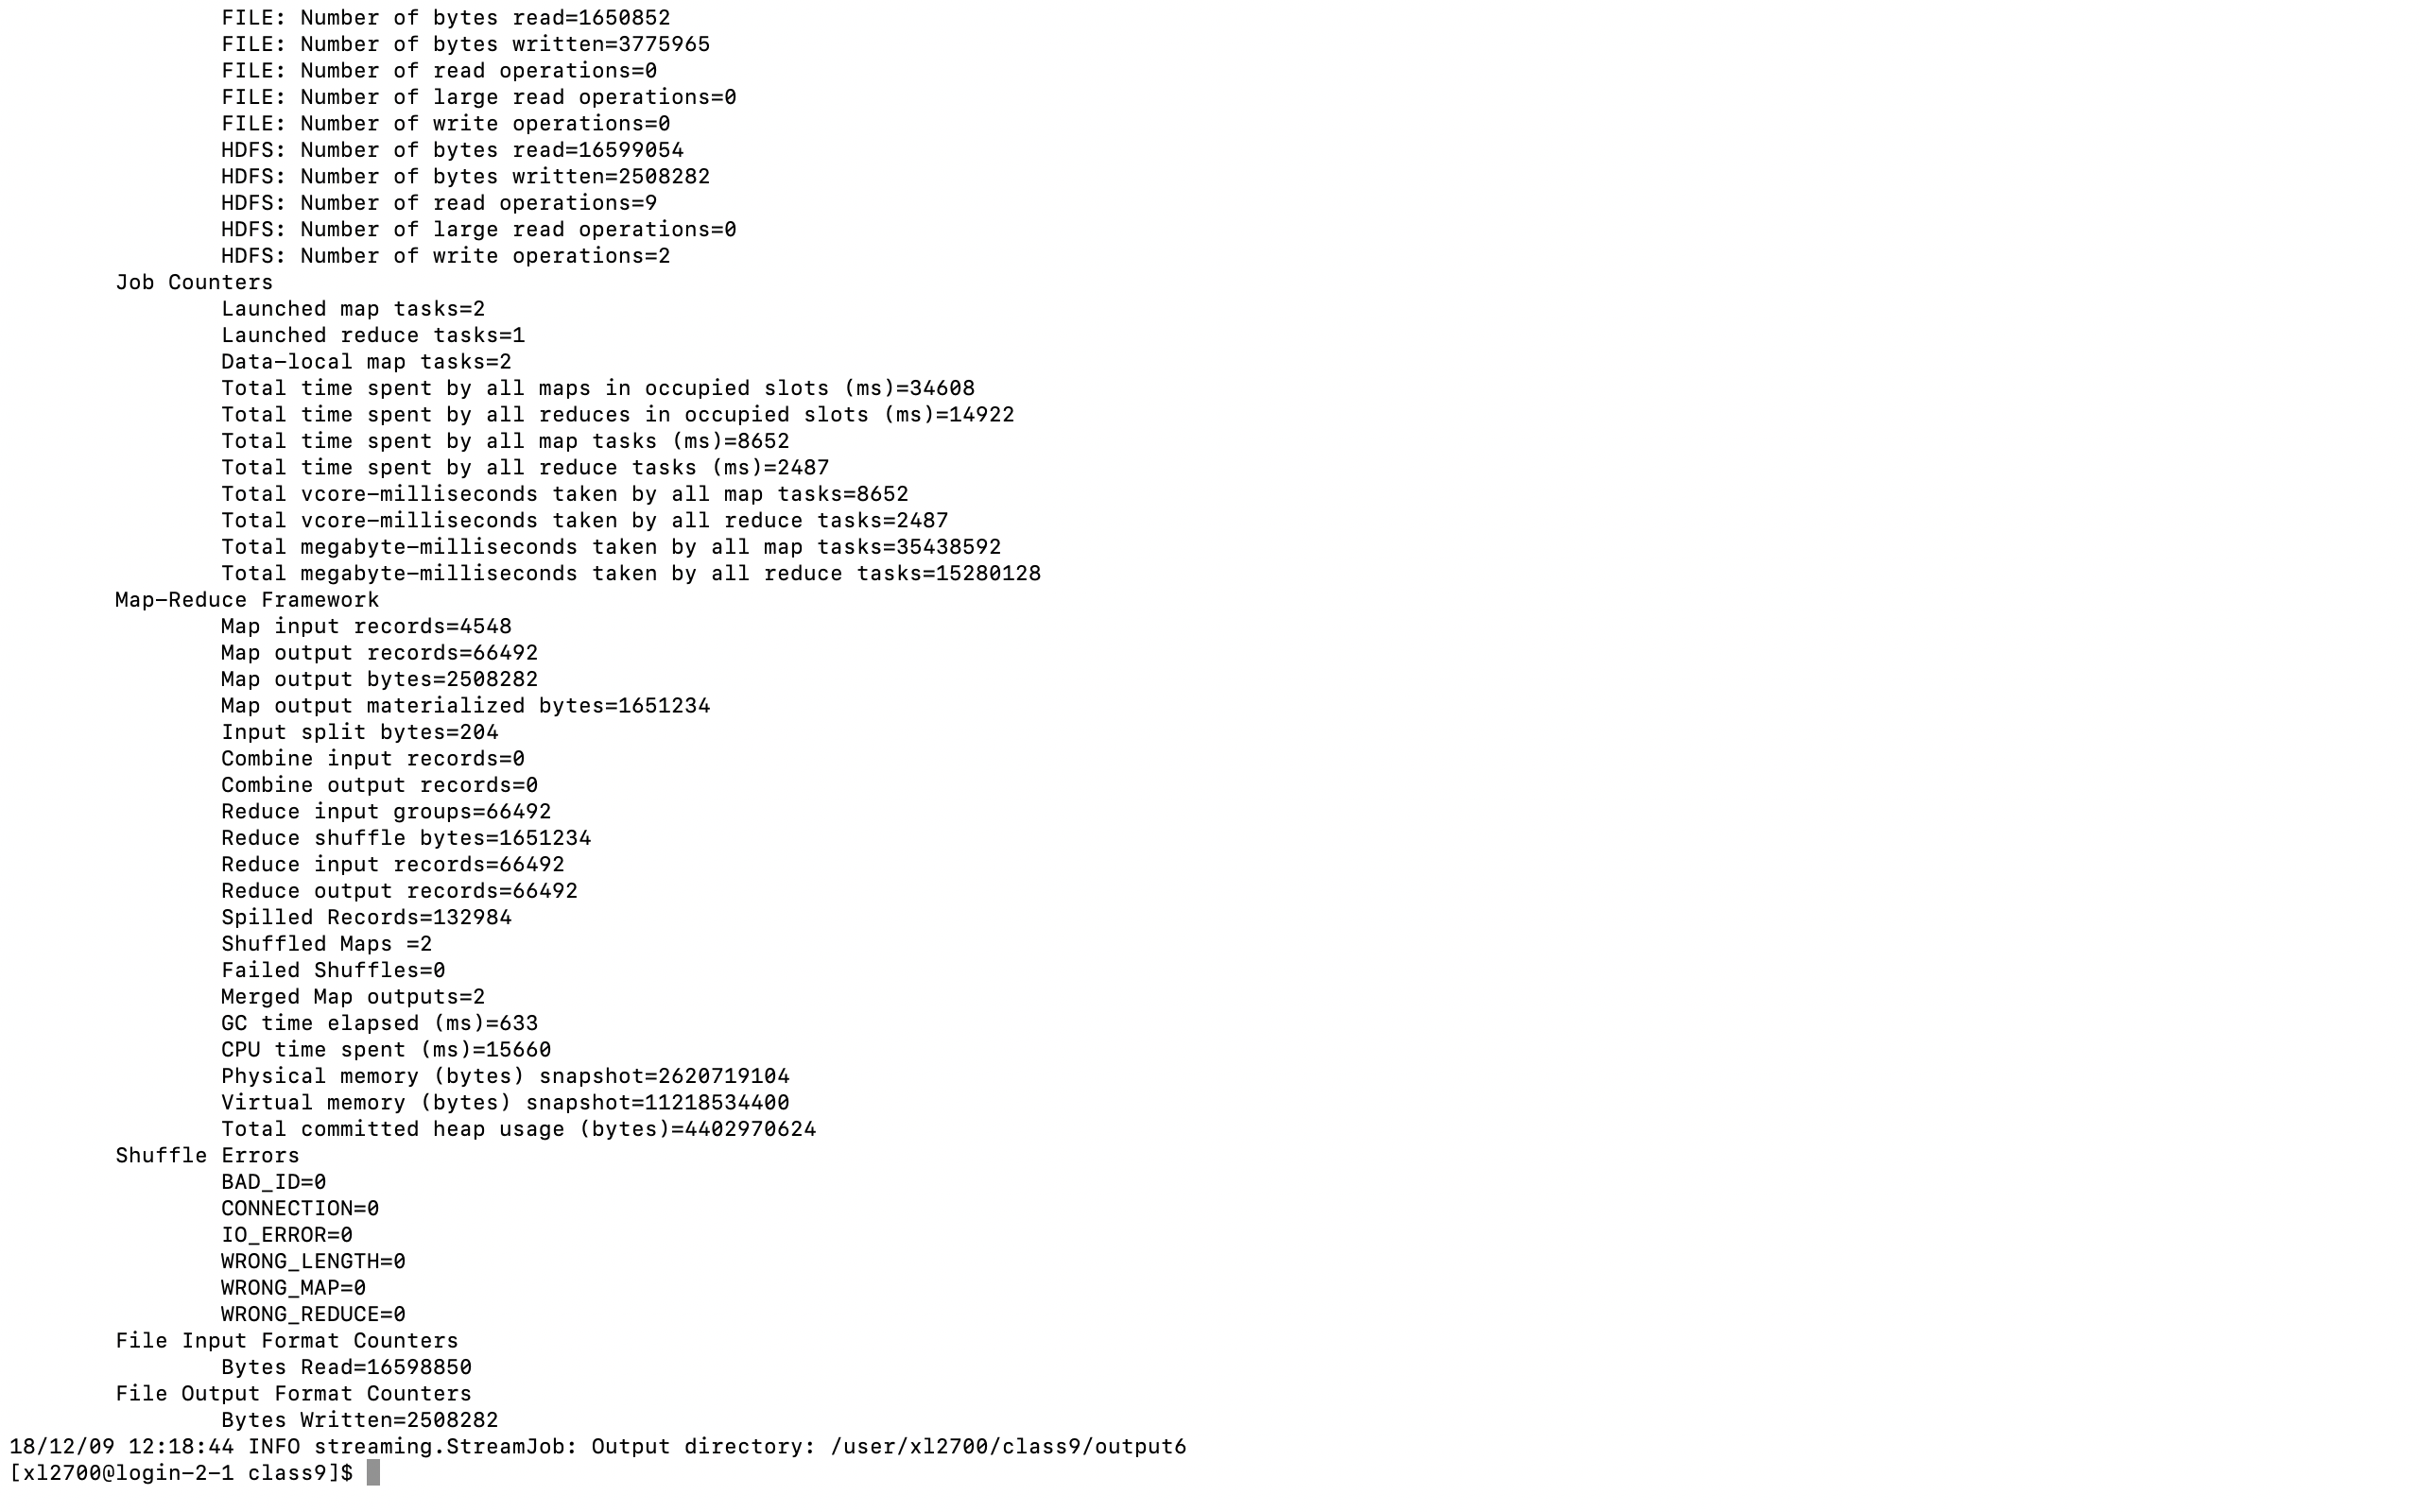 FILE: Number of bytes read=1650852
FILE: Number of bytes written=3775965
FILE: Number of read operations=0
FILE: Number of large read operations=0
FILE: Number of write operations=0
HDFS: Number of bytes read=16599054
HDFS: Number of bytes written=2508282
HDFS: Number of read operations=9
HDFS: Number of large read operations=0
HDFS: Number of write operations=2
Job Counters
Launched map tasks=2
Launched reduce tasks=1
Data-local map tasks=2
Total time spent by all maps in occupied slots (ms)=34608
Total time spent by all reduces in occupied slots (ms)=14922
Total time spent by all map tasks (ms)=8652
Total time spent by all reduce tasks (ms)=2487
Total vcore-milliseconds taken by all map tasks=8652
Total vcore-milliseconds taken by all reduce tasks=2487
Total megabyte-milliseconds taken by all map tasks=35438592
Total megabyte-milliseconds taken by all reduce tasks=15280128
Map-Reduce Framework
Map input records=4548
Map output records=66492
Map output bytes=2508282
Map output materialized bytes=1651234
Input split bytes=204
Combine input records=0
Combine output records=0
Reduce input groups=66492
Reduce shuffle bytes=1651234
Reduce input records=66492
Reduce output records=66492
Spilled Records=132984
Shuffled Maps =2
Failed Shuffles=0
Merged Map outputs=2
GC time elapsed (ms)=633
CPU time spent (ms)=15660
Physical memory (bytes) snapshot=2620719104
Virtual memory (bytes) snapshot=11218534400
Total committed heap usage (bytes)=4402970624
Shuffle Errors
BAD_ID=0
CONNECTION=0
IO_ERROR=0
WRONG_LENGTH=0
WRONG_MAP=0
WRONG_REDUCE=0
File Input Format Counters
Bytes Read=16598850
File Output Format Counters
Bytes Written=2508282
18/12/09 12:18:44 INFO streaming.StreamJob: Output directory: /user/xl2700/class9/output6
[xl2700@login-2-1 class9]$